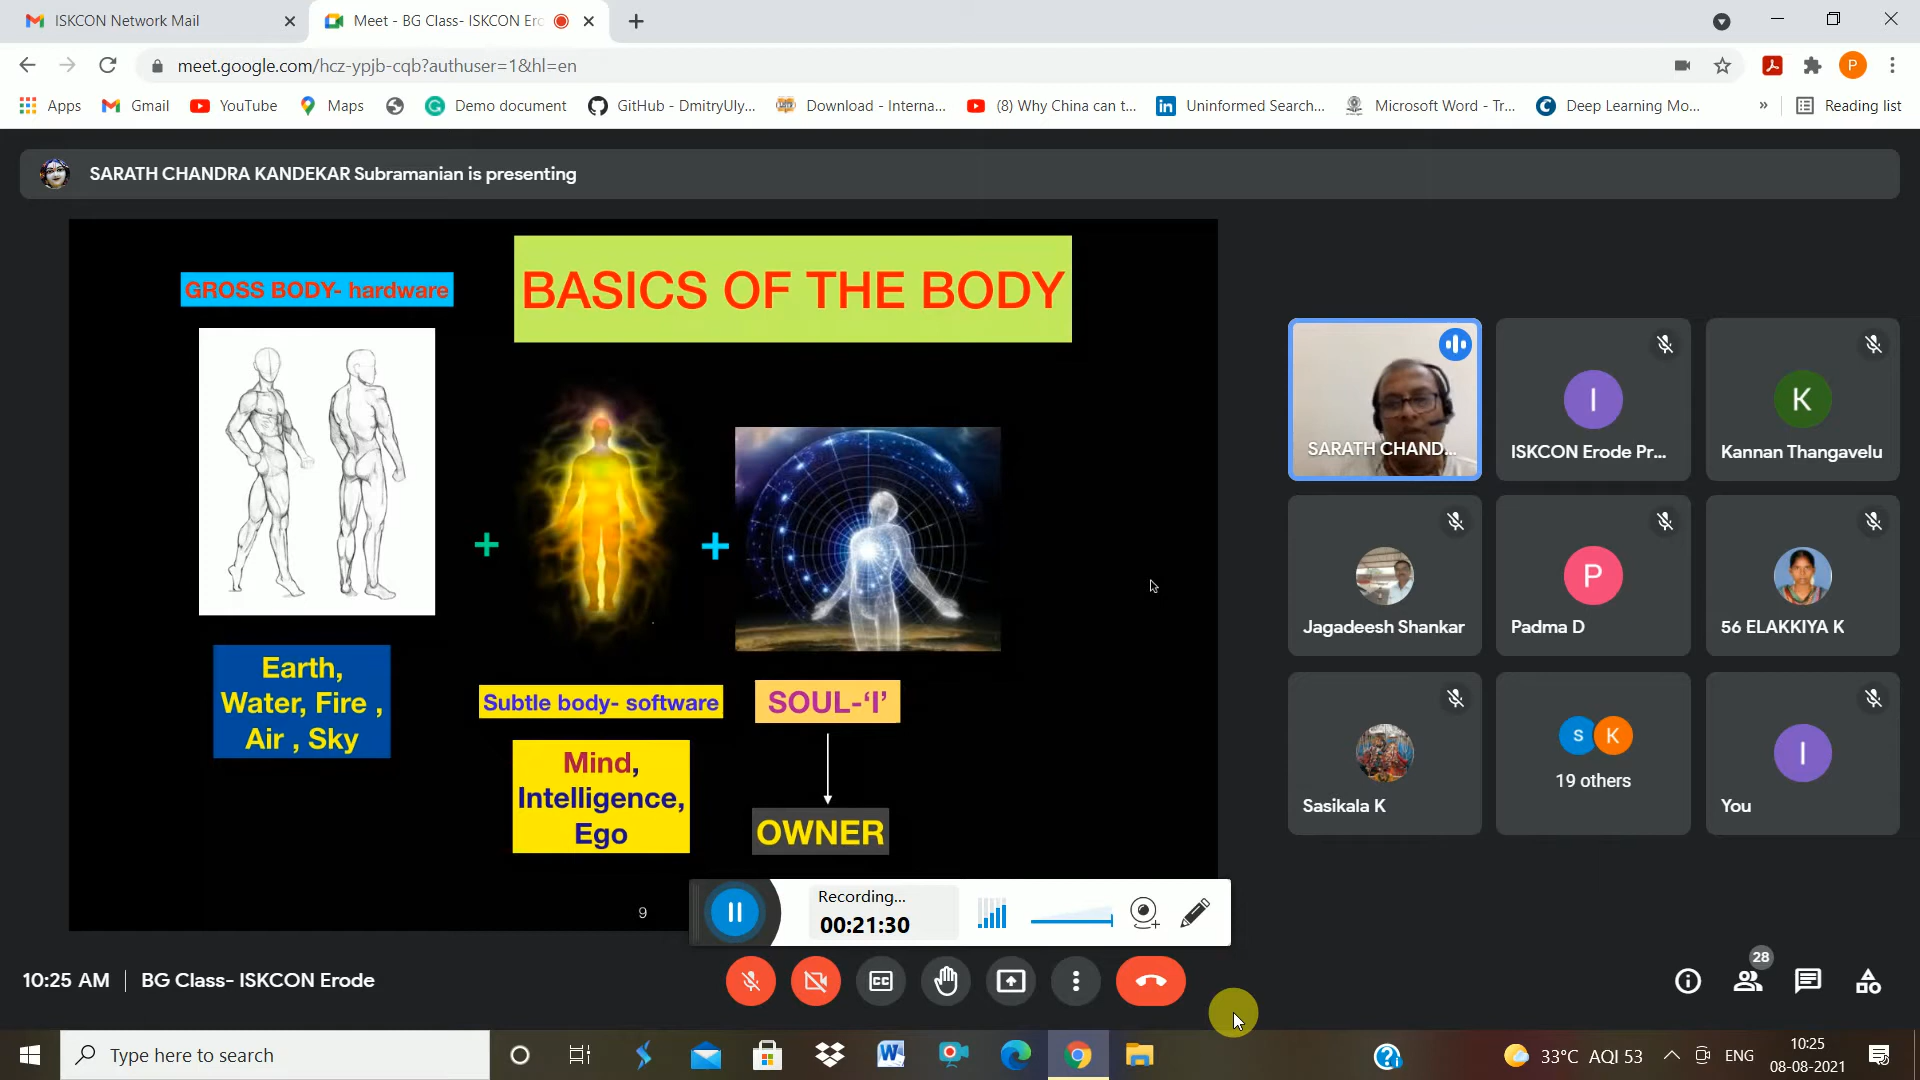 ISKCON Network Mail
Meet - BG Class- ISKCON Erc
meet.google.com/hcz-ypjb-cqb?authuser=1&hl=en
P
Apps
Gmail
YouTube
Maps
Demo document
GitHub - DmitryUly...
Download - Interna...
(8) Why China can t...
Uninformed Search...
Microsoft Word - Tr...
Deep Learning Mo...
»
Reading list
SARATH CHANDRA KANDEKAR Subramanian is presenting
GROSS BODY- hardware
BASICS OF THE BODY
+
+
Earth,
Water, Fire ,
Air , Sky
Subtle body- software
Mind,
Intelligence,
Ego
SOUL-‘I’
OWNER
9
SARATH CHAND...
I
ISKCON Erode Pr...
K
Kannan Thangavelu
Jagadeesh Shankar
P
Padma D
56 ELAKKIYA K
Sasikala K
S K
19 others
I
You
Recording...
00:21:30
10:25 AM | BG Class- ISKCON Erode
CC
28
Type here to search
33°C AQI 53
ENG
10:25
08-08-2021